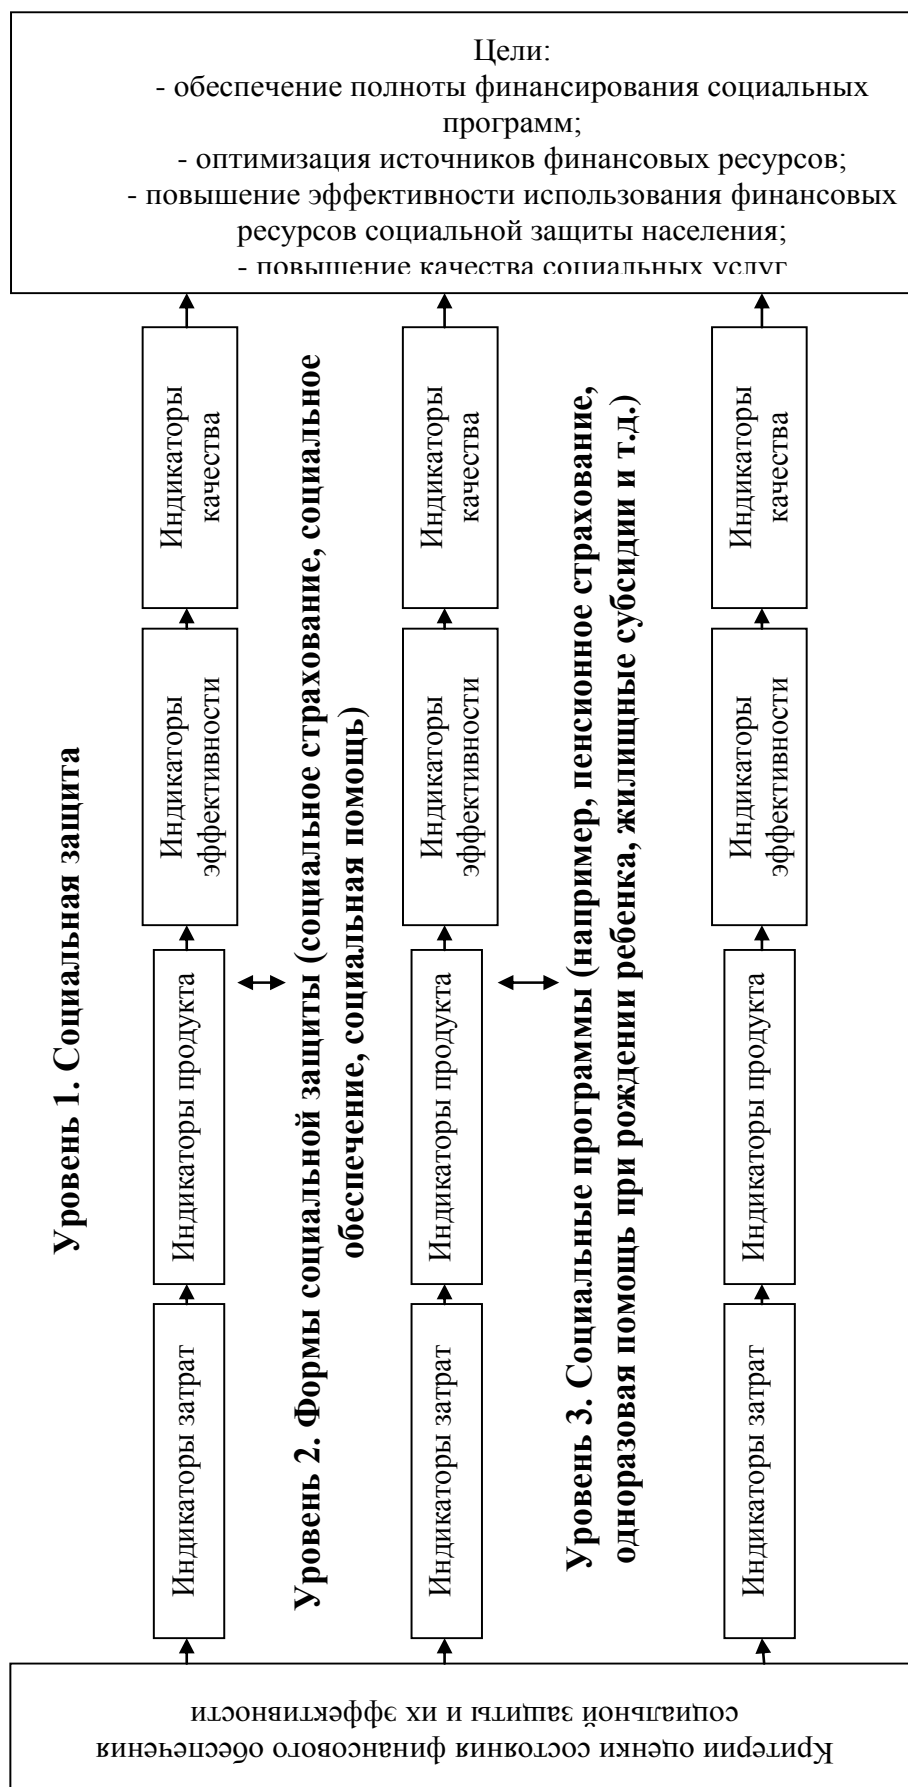 Цели:
- обеспечение полноты финансирования социальных
программ;
- оптимизация источников финансовых ресурсов;
- повышение эффективности использования финансовых
ресурсов социальной защиты населения;
- повышение качества социальных услуг
Уровень 1. Социальная защита
Индикаторы затрат
Индикаторы продукта
Индикаторы
эффективности
Индикаторы
качества
Уровень 2. Формы социальной защиты (социальное страхование, социальное
обеспечение, социальная помощь)
Индикаторы затрат
Индикаторы продукта
Индикаторы
эффективности
Индикаторы
качества
Уровень 3. Социальные программы (например, пенсионное страхование,
одноразовая помощь при рождении ребенка, жилищные субсидии и т.д.)
Индикаторы затрат
Индикаторы продукта
Индикаторы
эффективности
Индикаторы
качества
Критерии оценки состояния финансового обеспечения
социальной защиты и их эффективности